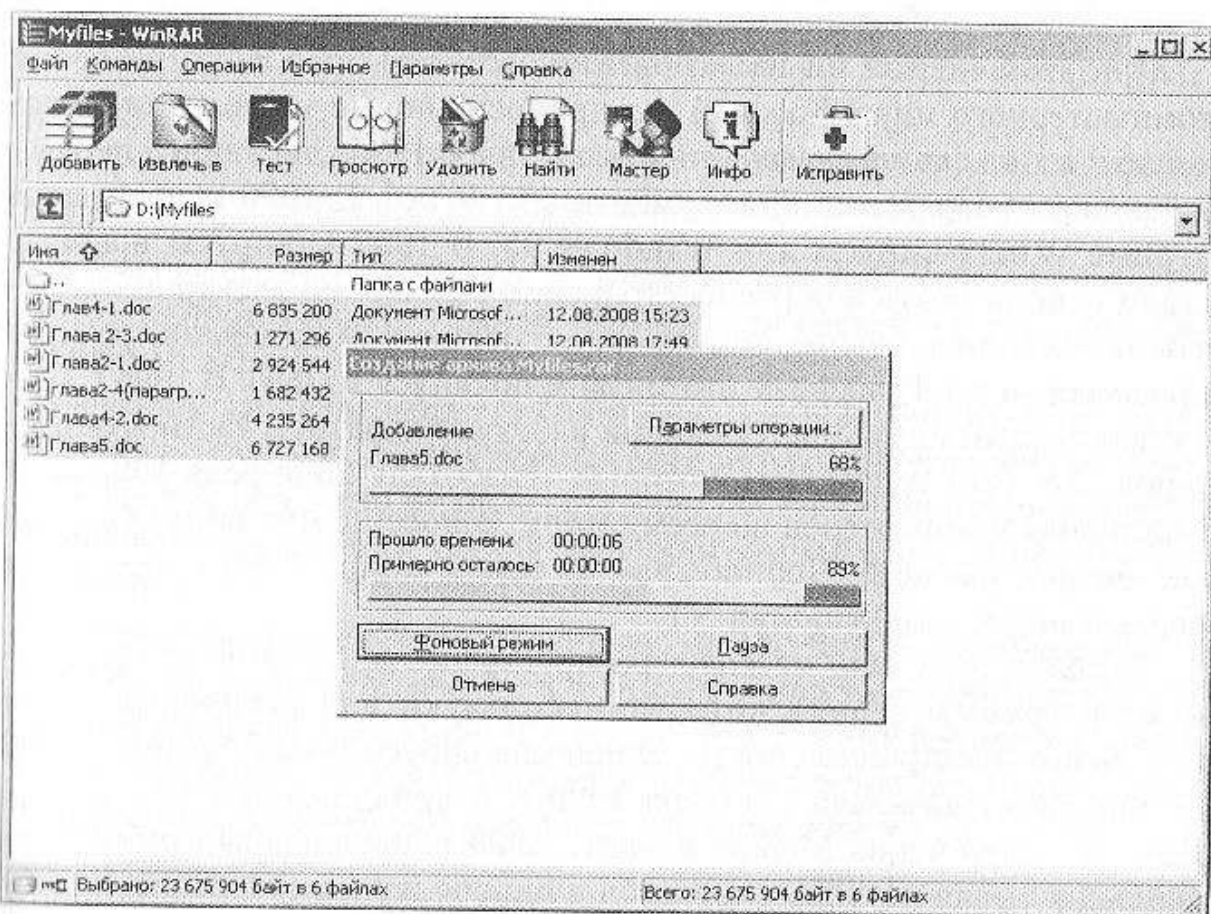 Myfiles - WinRAR
Файл Команды Операции Избранное Параметры Справка
Добавить Извлечь в Тест Просмотр Удалить Найти Мастер Инфо Исправить
D:\Myfiles
Имя Размер Тип Изменен
.. Папка с файлами
Глав4-1.doc 6 835 200 Документ Microsof... 12.08.2008 15:23
Глава 2-3.doc 1 271 296 Документ Microsof... 12.08.2008 17:49
Глава2-1.doc 2 924 544
глава2-4(парагр... 1 682 432
Глава4-2.doc 4 235 264
Глава5.doc 6 727 168
Создание архива Myfiles.rar
Добавление Параметры операции...
Глава5.doc 68%
Прошло времени: 00:00:06
Примерно осталось: 00:00:00 89%
Фоновый режим Пауза
Отмена Справка
Выбрано: 23 675 904 байт в 6 файлах Всего: 23 675 904 байт в 6 файлах